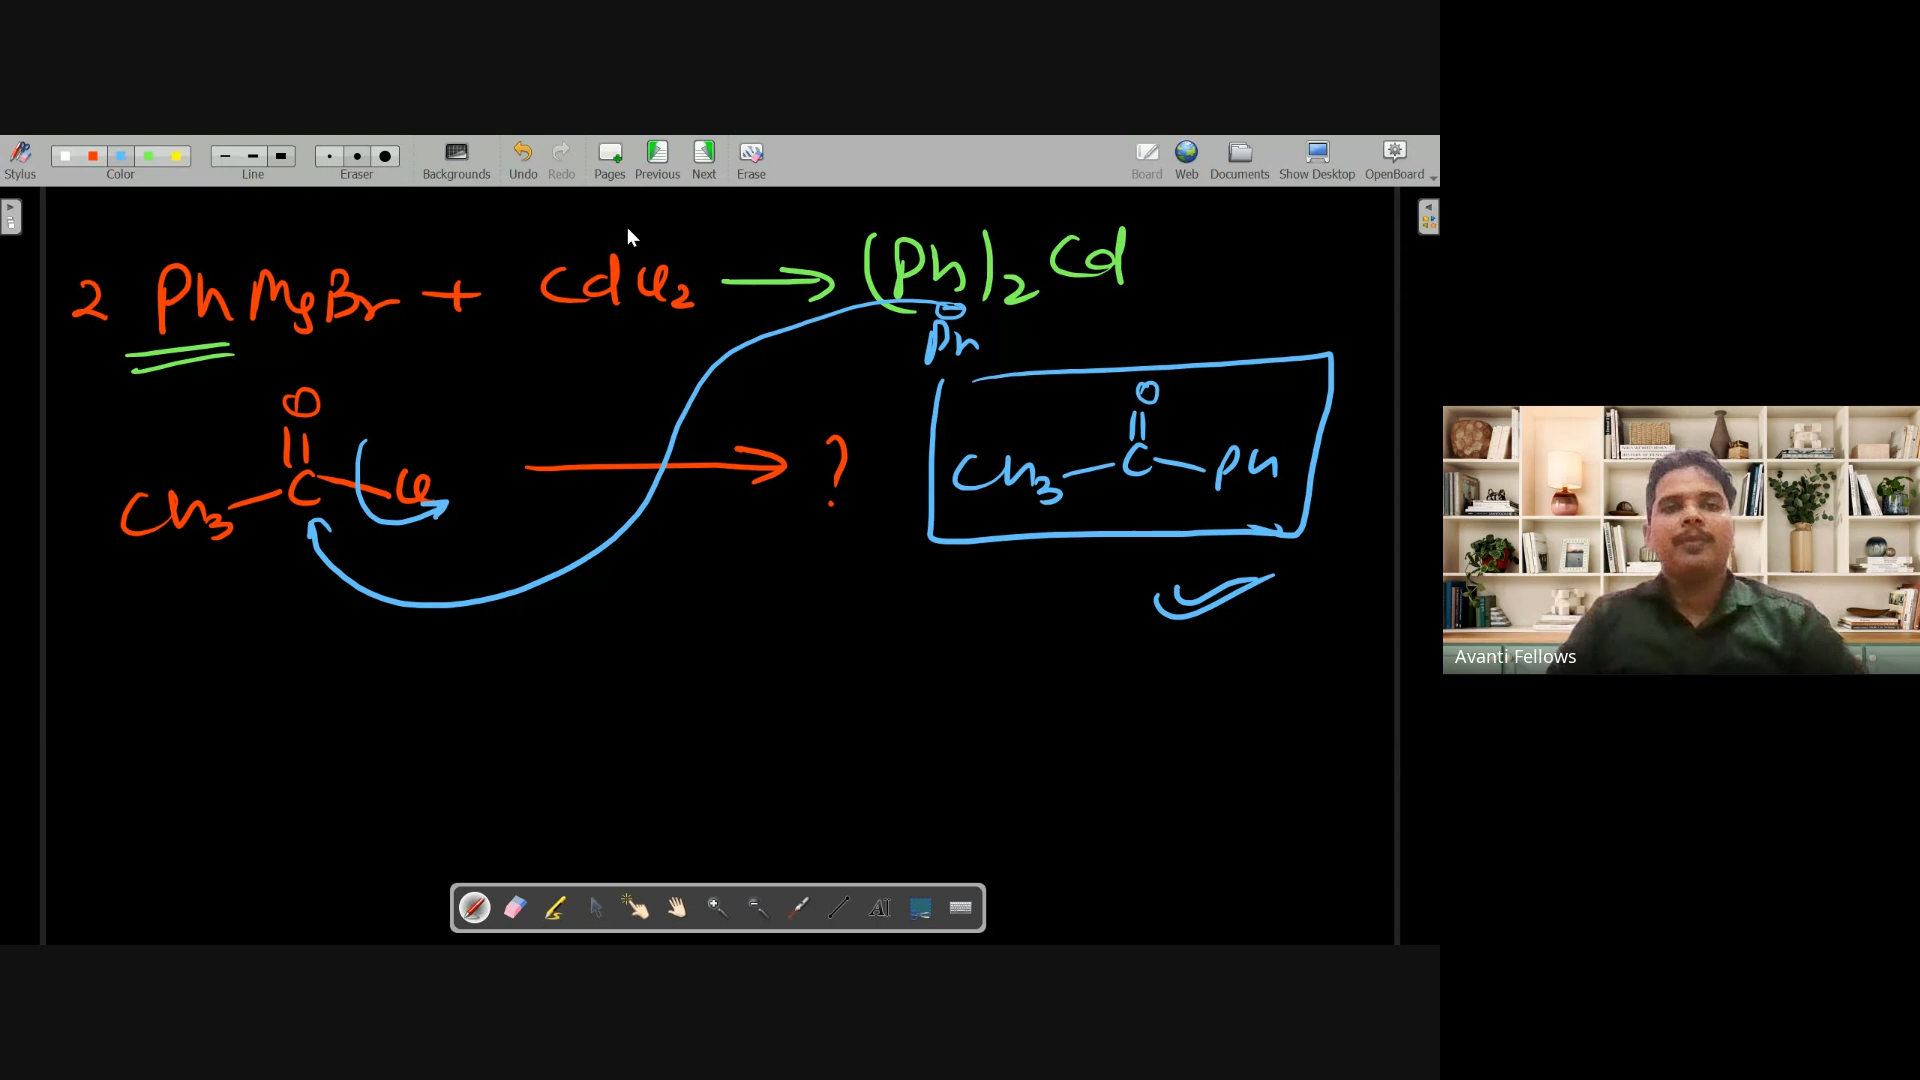 Stylus Color Line Eraser Backgrounds Undo Redo Pages Previous Next Erase Board Web Documents Show Desktop OpenBoard
2 PhMgBr + CdCl2 → (Ph)2 Cd
⊖
Ph
O
||
CH3—C—Cl → ?
O
||
CH3—C—Ph
Avanti Fellows
AI